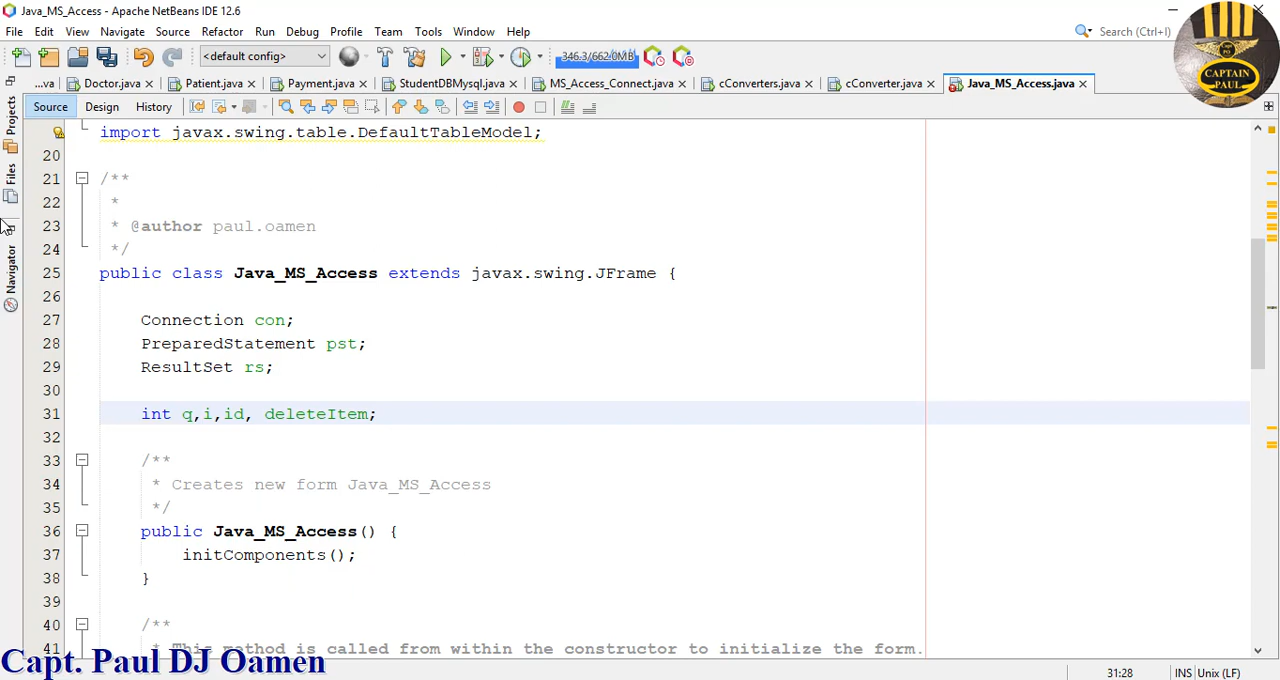 Java_MS_Access - Apache NetBeans IDE 12.6
File Edit View Navigate Source Refactor Run Debug Profile Team Tools Window Help
Search (Ctrl+I)
<default config>
346.3/662.0MB
...va Doctor.java Patient.java Payment.java StudentDBMysql.java MS_Access_Connect.java cConverters.java cConverter.java Java_MS_Access.java
CAPTAIN
PAUL
Source Design History
Projects
Files
Navigator
import javax.swing.table.DefaultTableModel;
20
21 /**
22 *
23 * @author paul.oamen
24 */
25 public class Java_MS_Access extends javax.swing.JFrame {
26
27 Connection con;
28 PreparedStatement pst;
29 ResultSet rs;
30
31 int q,i,id, deleteItem;
32
33 /**
34 * Creates new form Java_MS_Access
35 */
36 public Java_MS_Access() {
37 initComponents();
38 }
39
40 /**
41 * This method is called from within the constructor to initialize the form.
Capt. Paul DJ Oamen
31:28 INS Unix (LF)